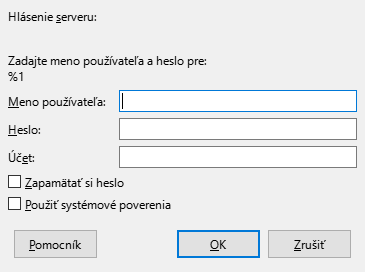 Hlásenie serveru:
Zadajte meno používateľa a heslo pre:
%1
Meno používateľa:
Heslo:
Účet:
Zapamätať si heslo
Použiť systémové poverenia
Pomocník
OK
Zrušiť